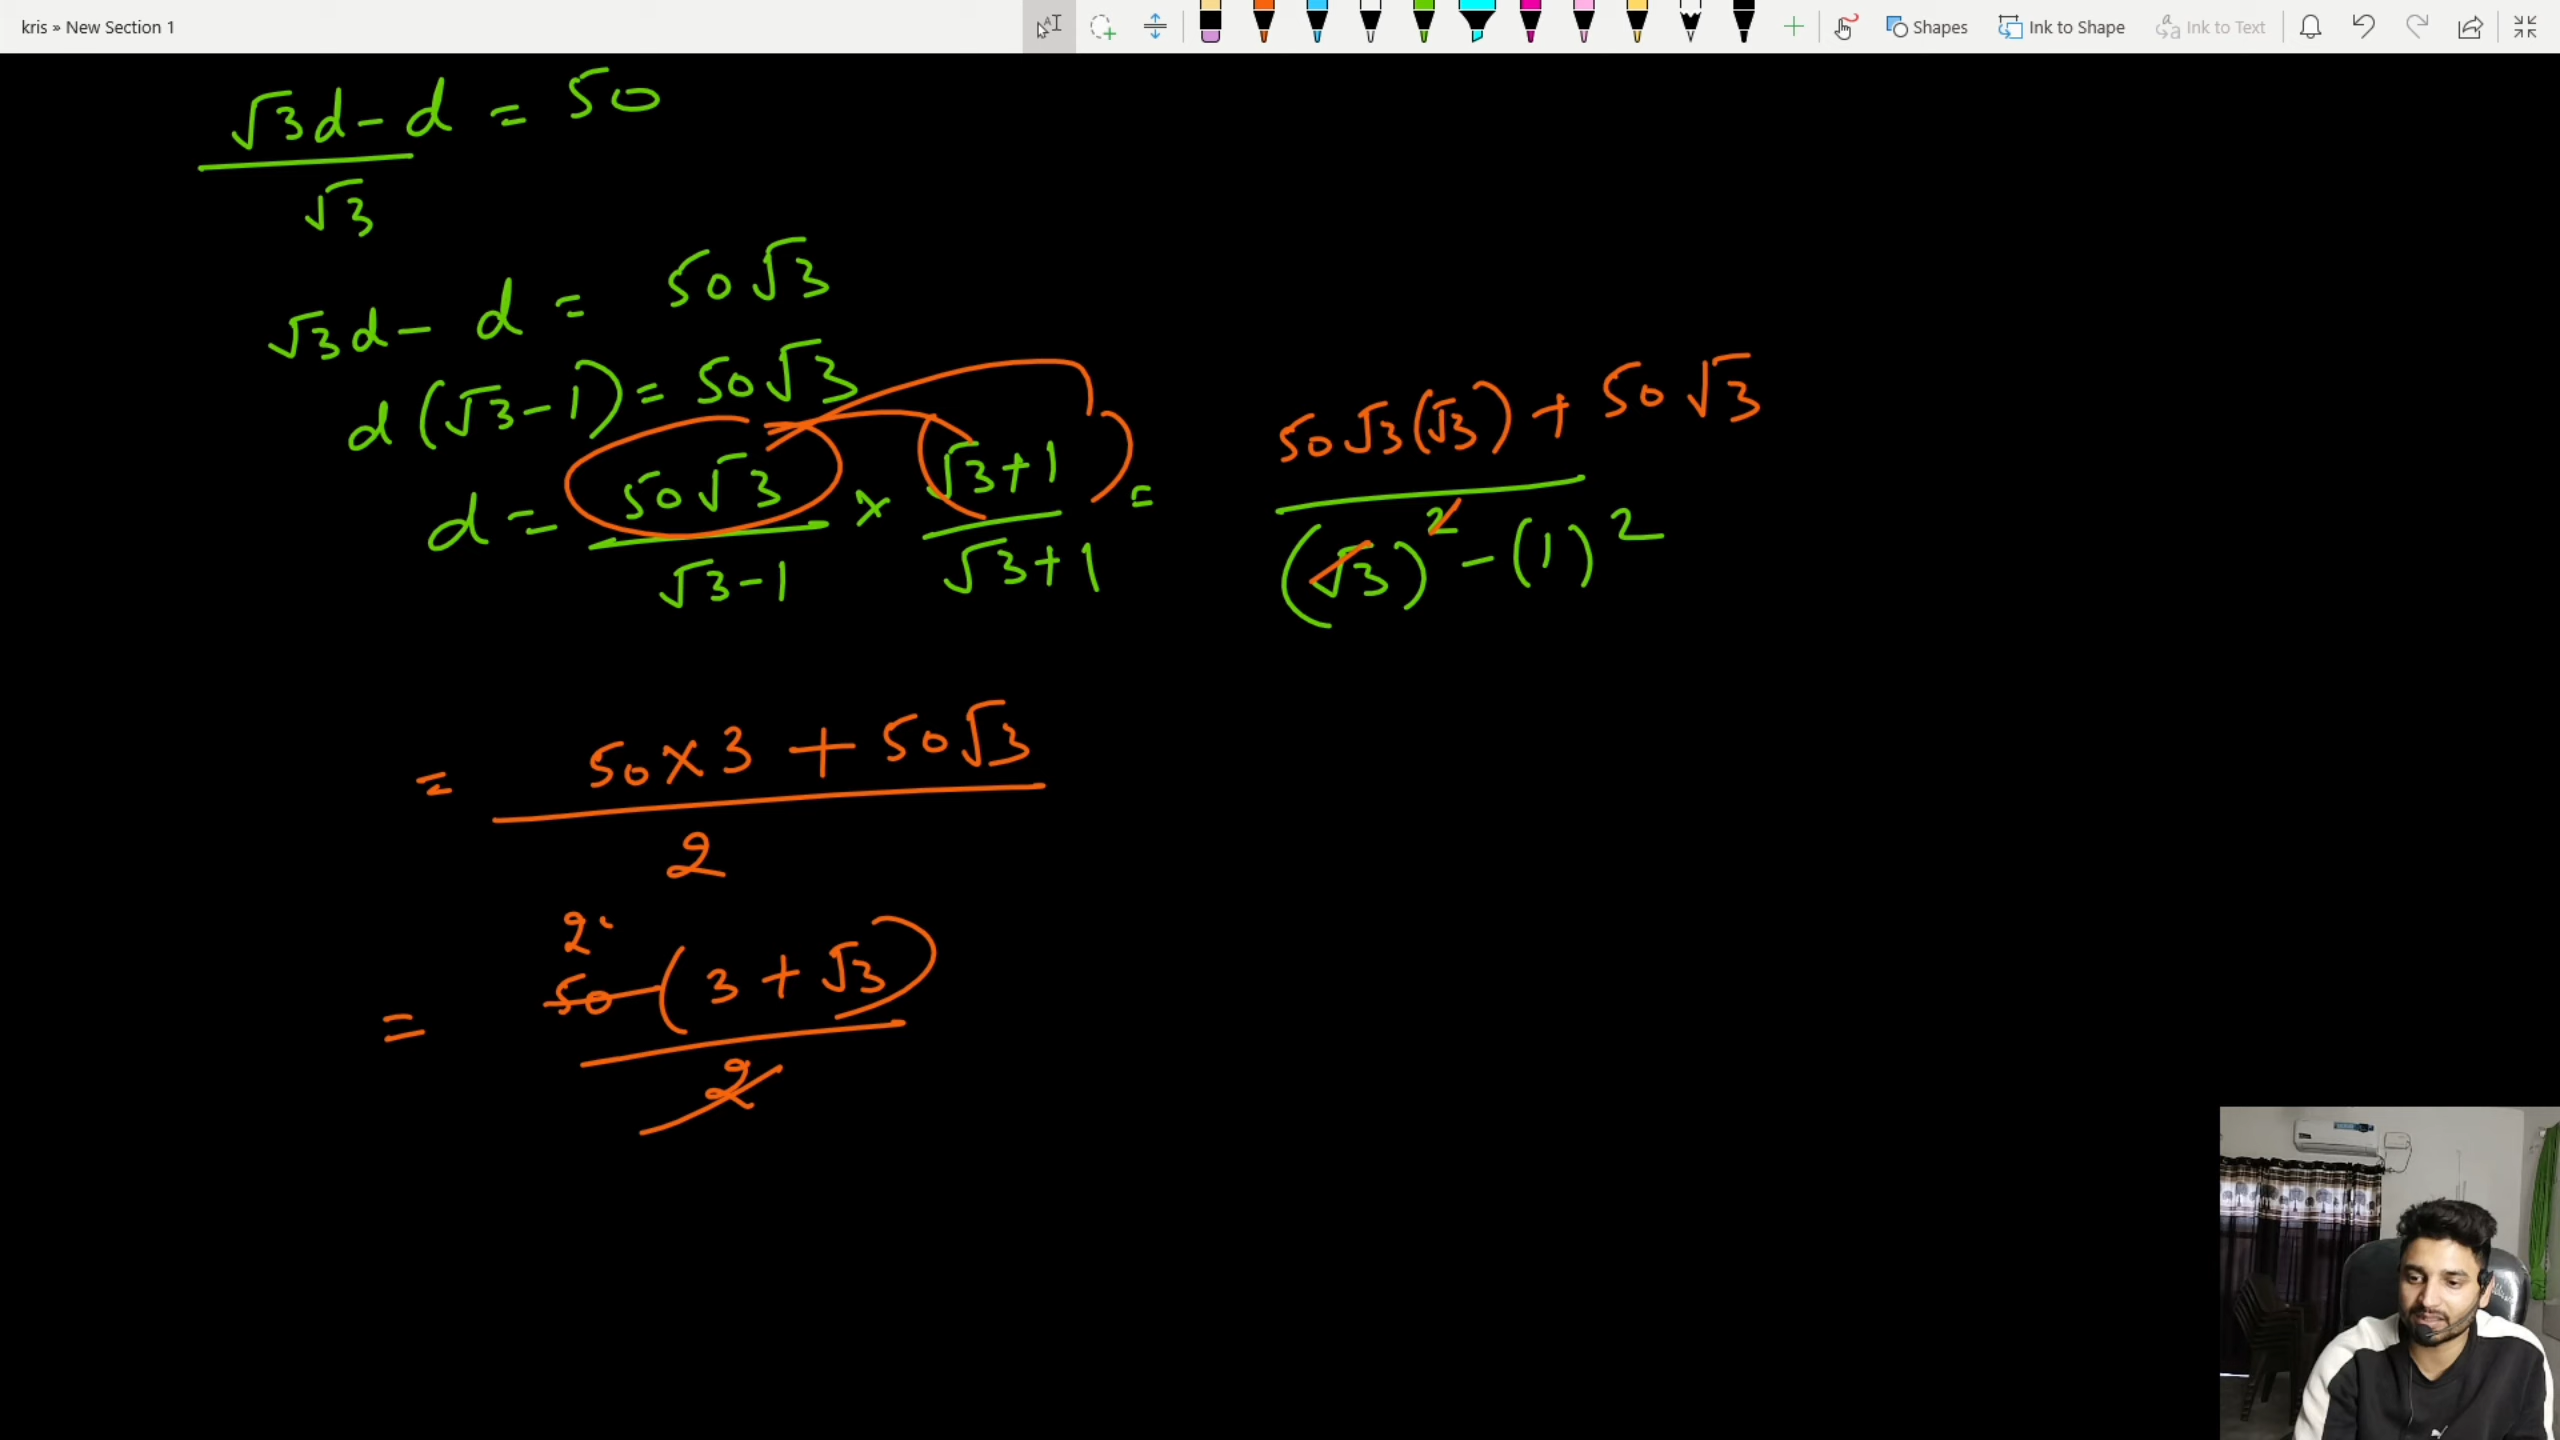 kris » New Section 1
Shapes
Ink to Shape
Ink to Text
√3d - d = 50
√3
√3d - d = 50√3
d(√3-1) = 50√3
d = 50√3 × √3+1 =
√3-1 √3+1
50√3(√3) + 50√3
(√3)² - (1)²
= 50×3 + 50√3
2
2
= 50 (3 + √3)
2